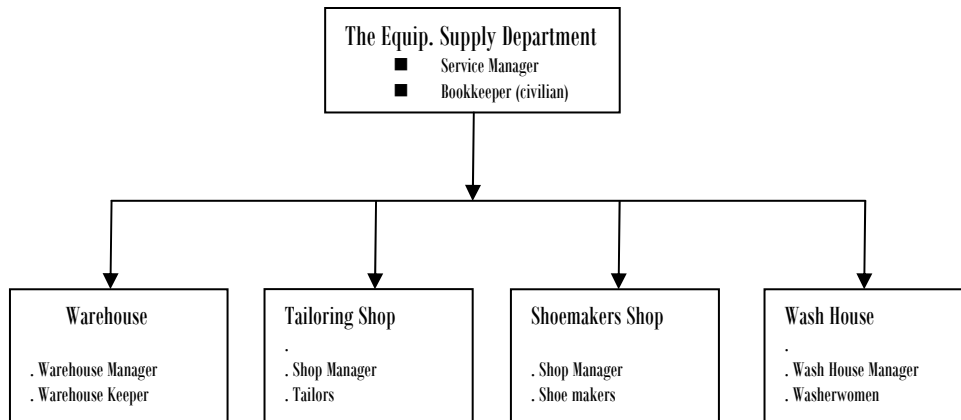 The Equip. Supply Department
■ Service Manager
■ Bookkeeper (civilian)
Warehouse
. Warehouse Manager
. Warehouse Keeper
Tailoring Shop
.
. Shop Manager
. Tailors
Shoemakers Shop
. Shop Manager
. Shoe makers
Wash House
.
. Wash House Manager
. Washerwomen